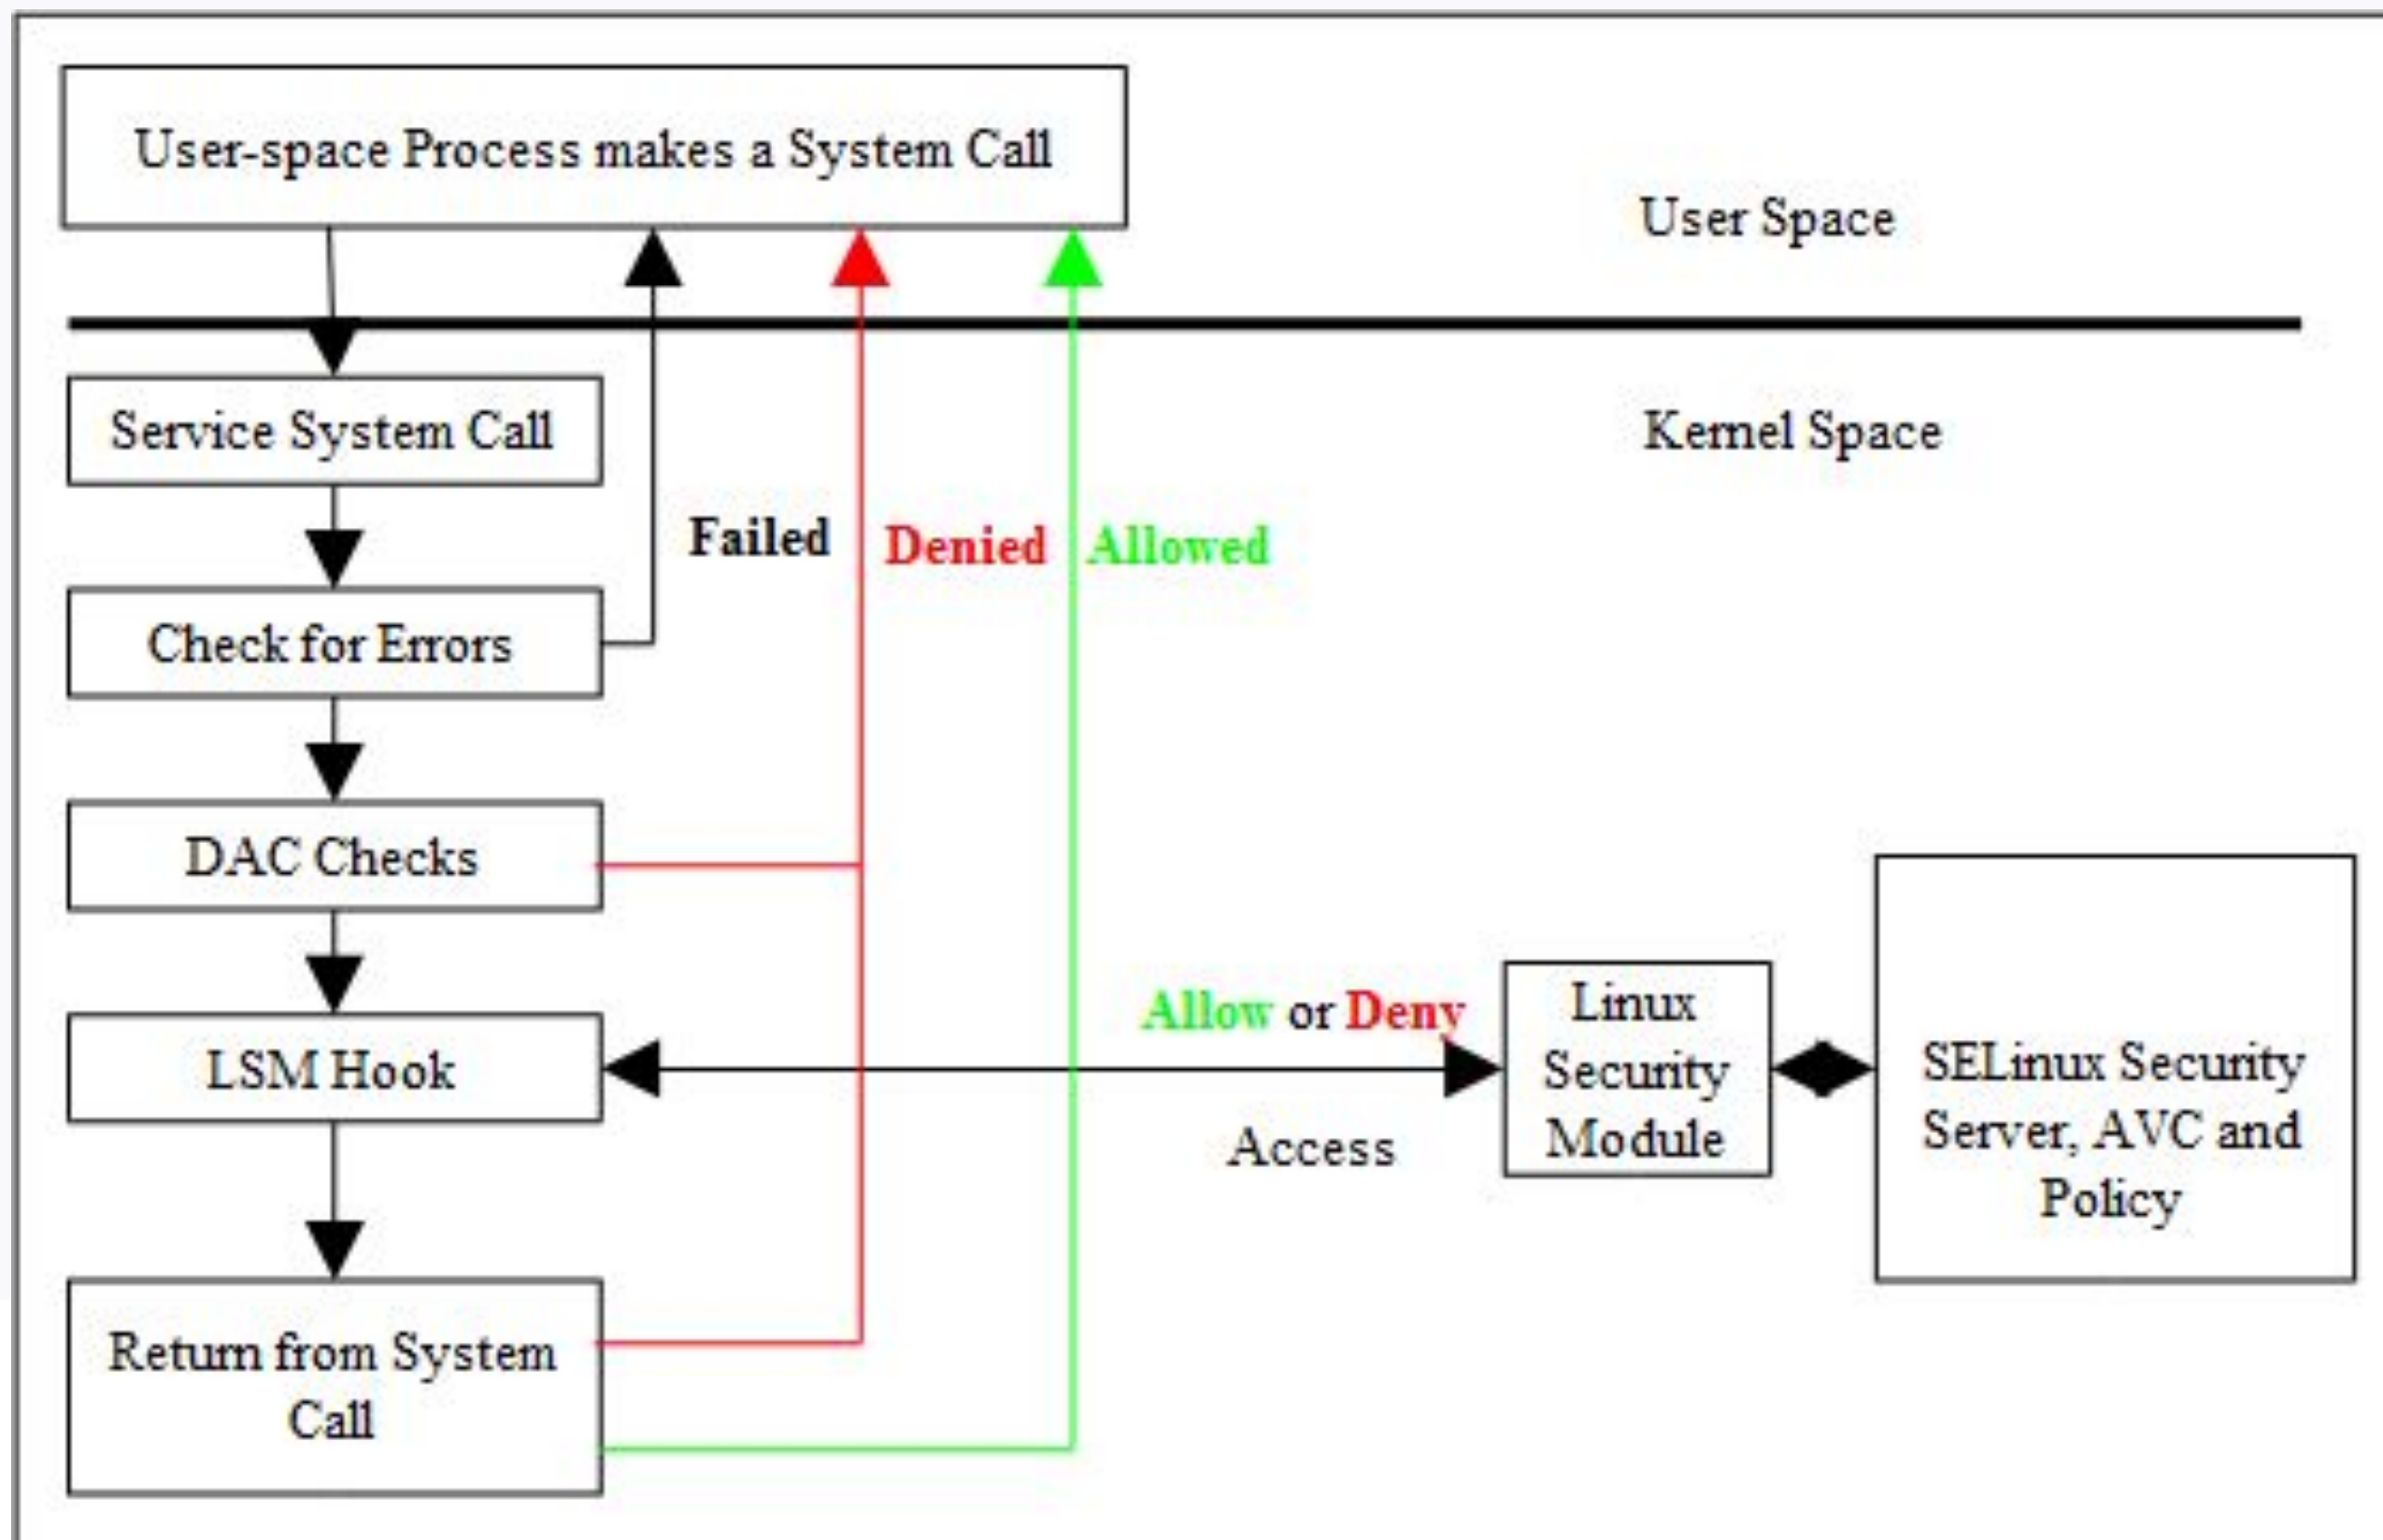 User-space Process makes a System Call
User Space
Service System Call
Kernel Space
Failed
Denied
Allowed
Check for Errors
DAC Checks
LSM Hook
Allow or Deny
Access
Linux
Security
Module
SELinux Security
Server, AVC and
Policy
Return from System
Call